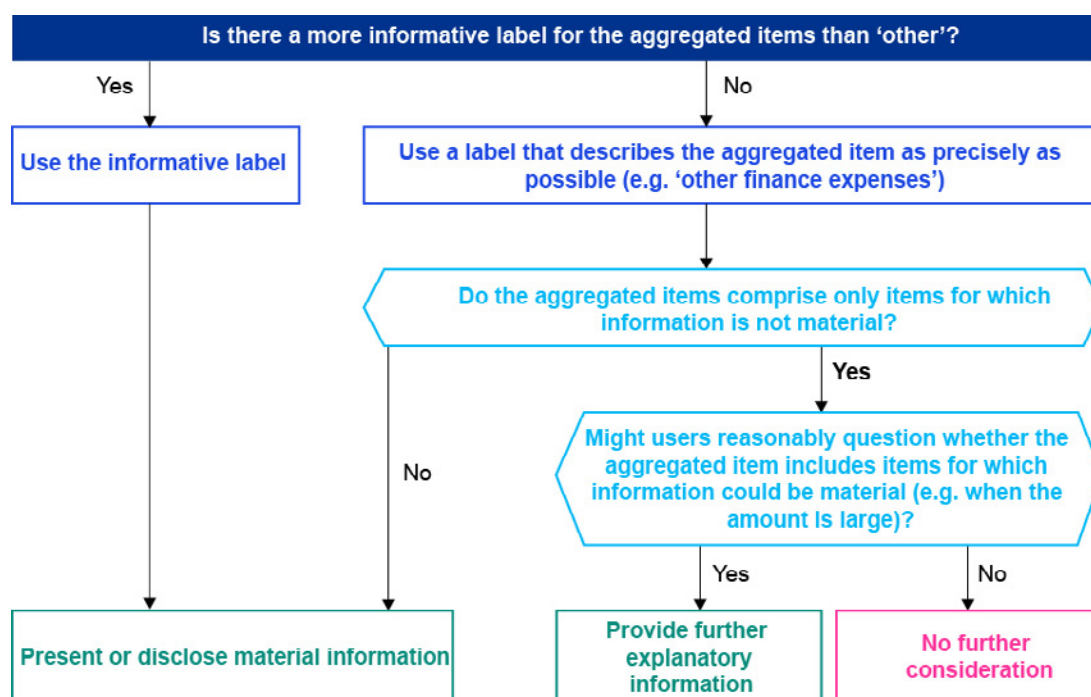 Is there a more informative label for the aggregated items than ‘other’?
Yes
No
Use the informative label
Use a label that describes the aggregated item as precisely as
possible (e.g. ‘other finance expenses’)
Do the aggregated items comprise only items for which
information is not material?
No
Yes
Might users reasonably question whether the
aggregated item includes items for which
information could be material (e.g. when the
amount is large)?
Yes
No
Present or disclose material information
Provide further
explanatory
information
No further
consideration